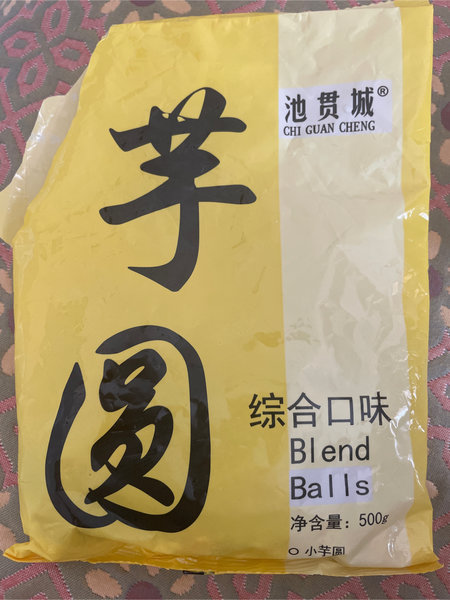 池贯城®
CHI GUAN CHENG
芋
圆
综合口味
Blend
Balls
净含量: 500g
○ 小芋圆